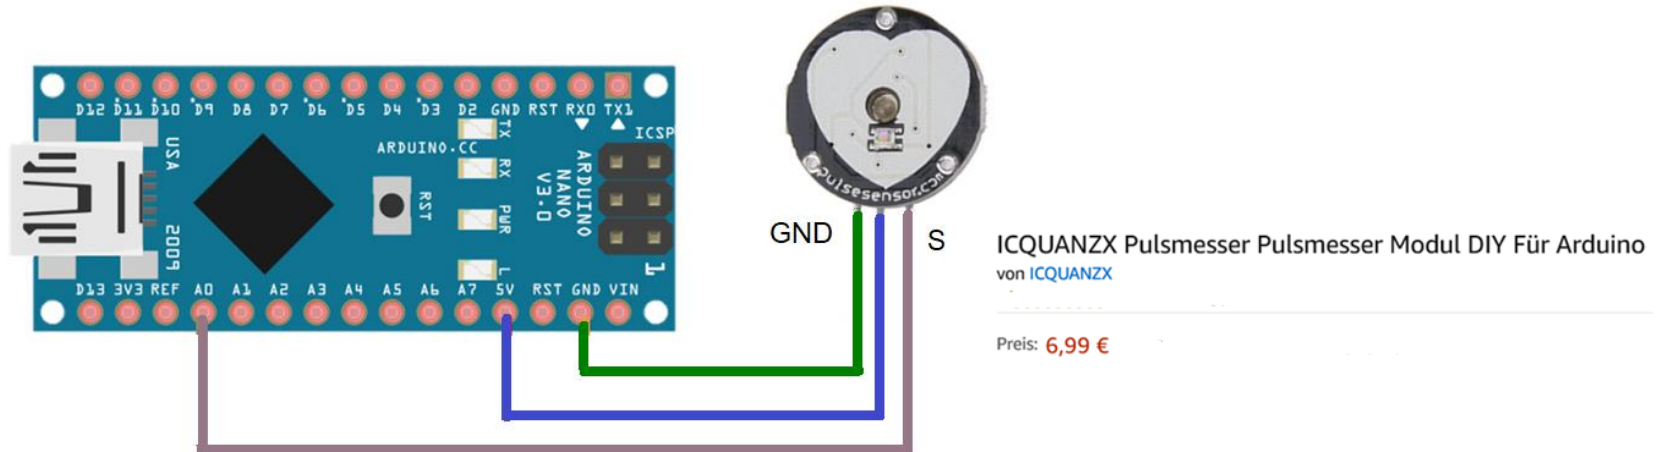 D12 D11 D10 D9 D8 D7 D6 D5 D4 D3 D2 GND RST RX0 TX1
ICSP
USA
TX
ARDUINO.CC
RX
ARDUINO
NANO
V3.0
RST
PWR
2009
L
1
D13 3V3 REF A0 A1 A2 A3 A4 A5 A6 A7 5V RST GND VIN
pulsesensor.com
GND
S
ICQUANZX Pulsmesser Pulsmesser Modul DIY Für Arduino
von ICQUANZX
Preis: 6,99 €